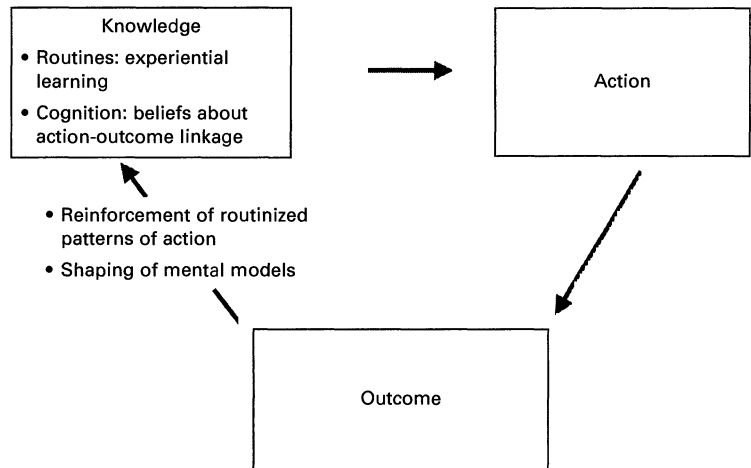 Knowledge
• Routines: experiential
learning
• Cognition: beliefs about
action-outcome linkage
Action
• Reinforcement of routinized
patterns of action
• Shaping of mental models
Outcome